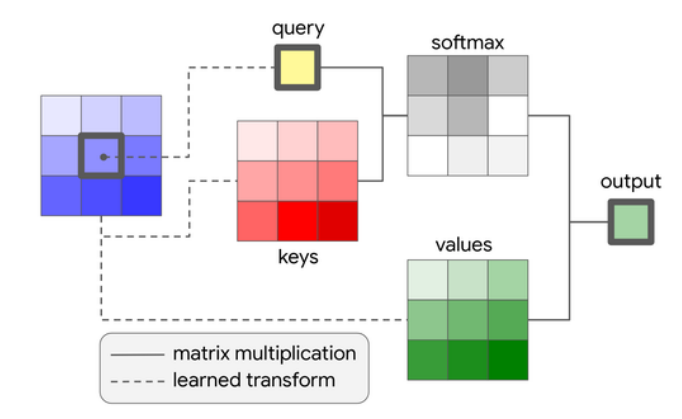 query
softmax
output
keys
values
matrix multiplication
learned transform